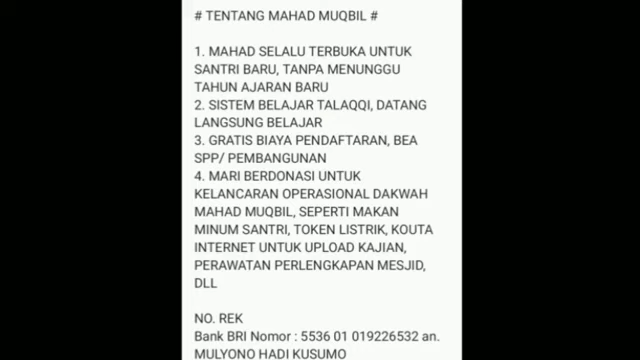 # TENTANG MAHAD MUQBIL #
1. MAHAD SELALU TERBUKA UNTUK
SANTRI BARU, TANPA MENUNGGU
TAHUN AJARAN BARU
2. SISTEM BELAJAR TALAQQI, DATANG
LANGSUNG BELAJAR
3. GRATIS BIAYA PENDAFTARAN, BEA
SPP/ PEMBANGUNAN
4. MARI BERDONASI UNTUK
KELANCARAN OPERASIONAL DAKWAH
MAHAD MUQBIL, SEPERTI MAKAN
MINUM SANTRI, TOKEN LISTRIK, KOUTA
INTERNET UNTUK UPLOAD KAJIAN,
PERAWATAN PERLENGKAPAN MESJID,
DLL
NO. REK
Bank BRI Nomor : 5536 01 019226532 an.
MULYONO HADI KUSUMO